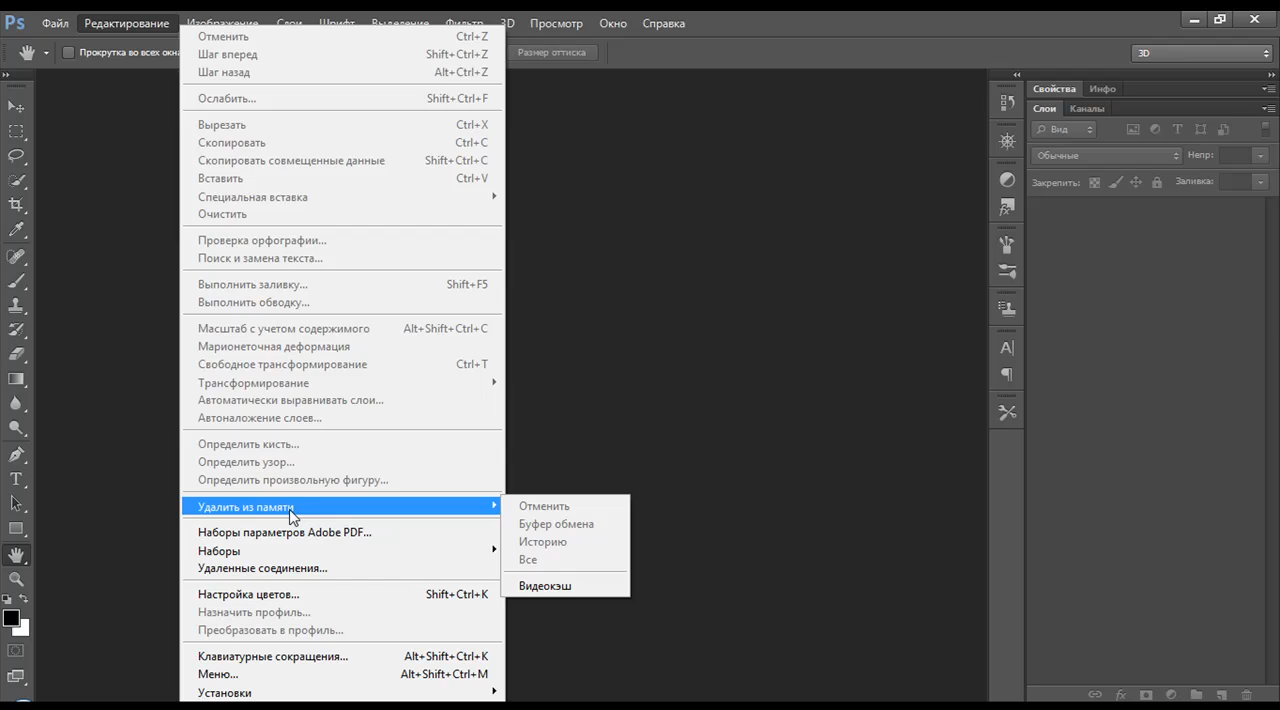 Ps Файл Редактирование Изображение Слои Шрифт Выделение Фильтр 3D Просмотр Окно Справка
Прокрутка во всех окна
Размер оттиска
3D
Отменить Ctrl+Z
Шаг вперед Shift+Ctrl+Z
Шаг назад Alt+Ctrl+Z
Ослабить... Shift+Ctrl+F
Вырезать Ctrl+X
Скопировать Ctrl+C
Скопировать совмещенные данные Shift+Ctrl+C
Вставить Ctrl+V
Специальная вставка
Очистить
Проверка орфографии...
Поиск и замена текста...
Выполнить заливку... Shift+F5
Выполнить обводку...
Масштаб с учетом содержимого Alt+Shift+Ctrl+C
Марионеточная деформация
Свободное трансформирование Ctrl+T
Трансформирование
Автоматически выравнивать слои...
Автоналожение слоев...
Определить кисть...
Определить узор...
Определить произвольную фигуру...
Удалить из памяти
Наборы параметров Adobe PDF...
Наборы
Удаленные соединения...
Настройка цветов... Shift+Ctrl+K
Назначить профиль...
Преобразовать в профиль...
Клавиатурные сокращения... Alt+Shift+Ctrl+K
Меню... Alt+Shift+Ctrl+M
Установки
Отменить
Буфер обмена
Историю
Все
Видеокэш
Свойства Инфо
Слои Каналы
Вид
Обычные Непр:
Закрепить: Заливка: